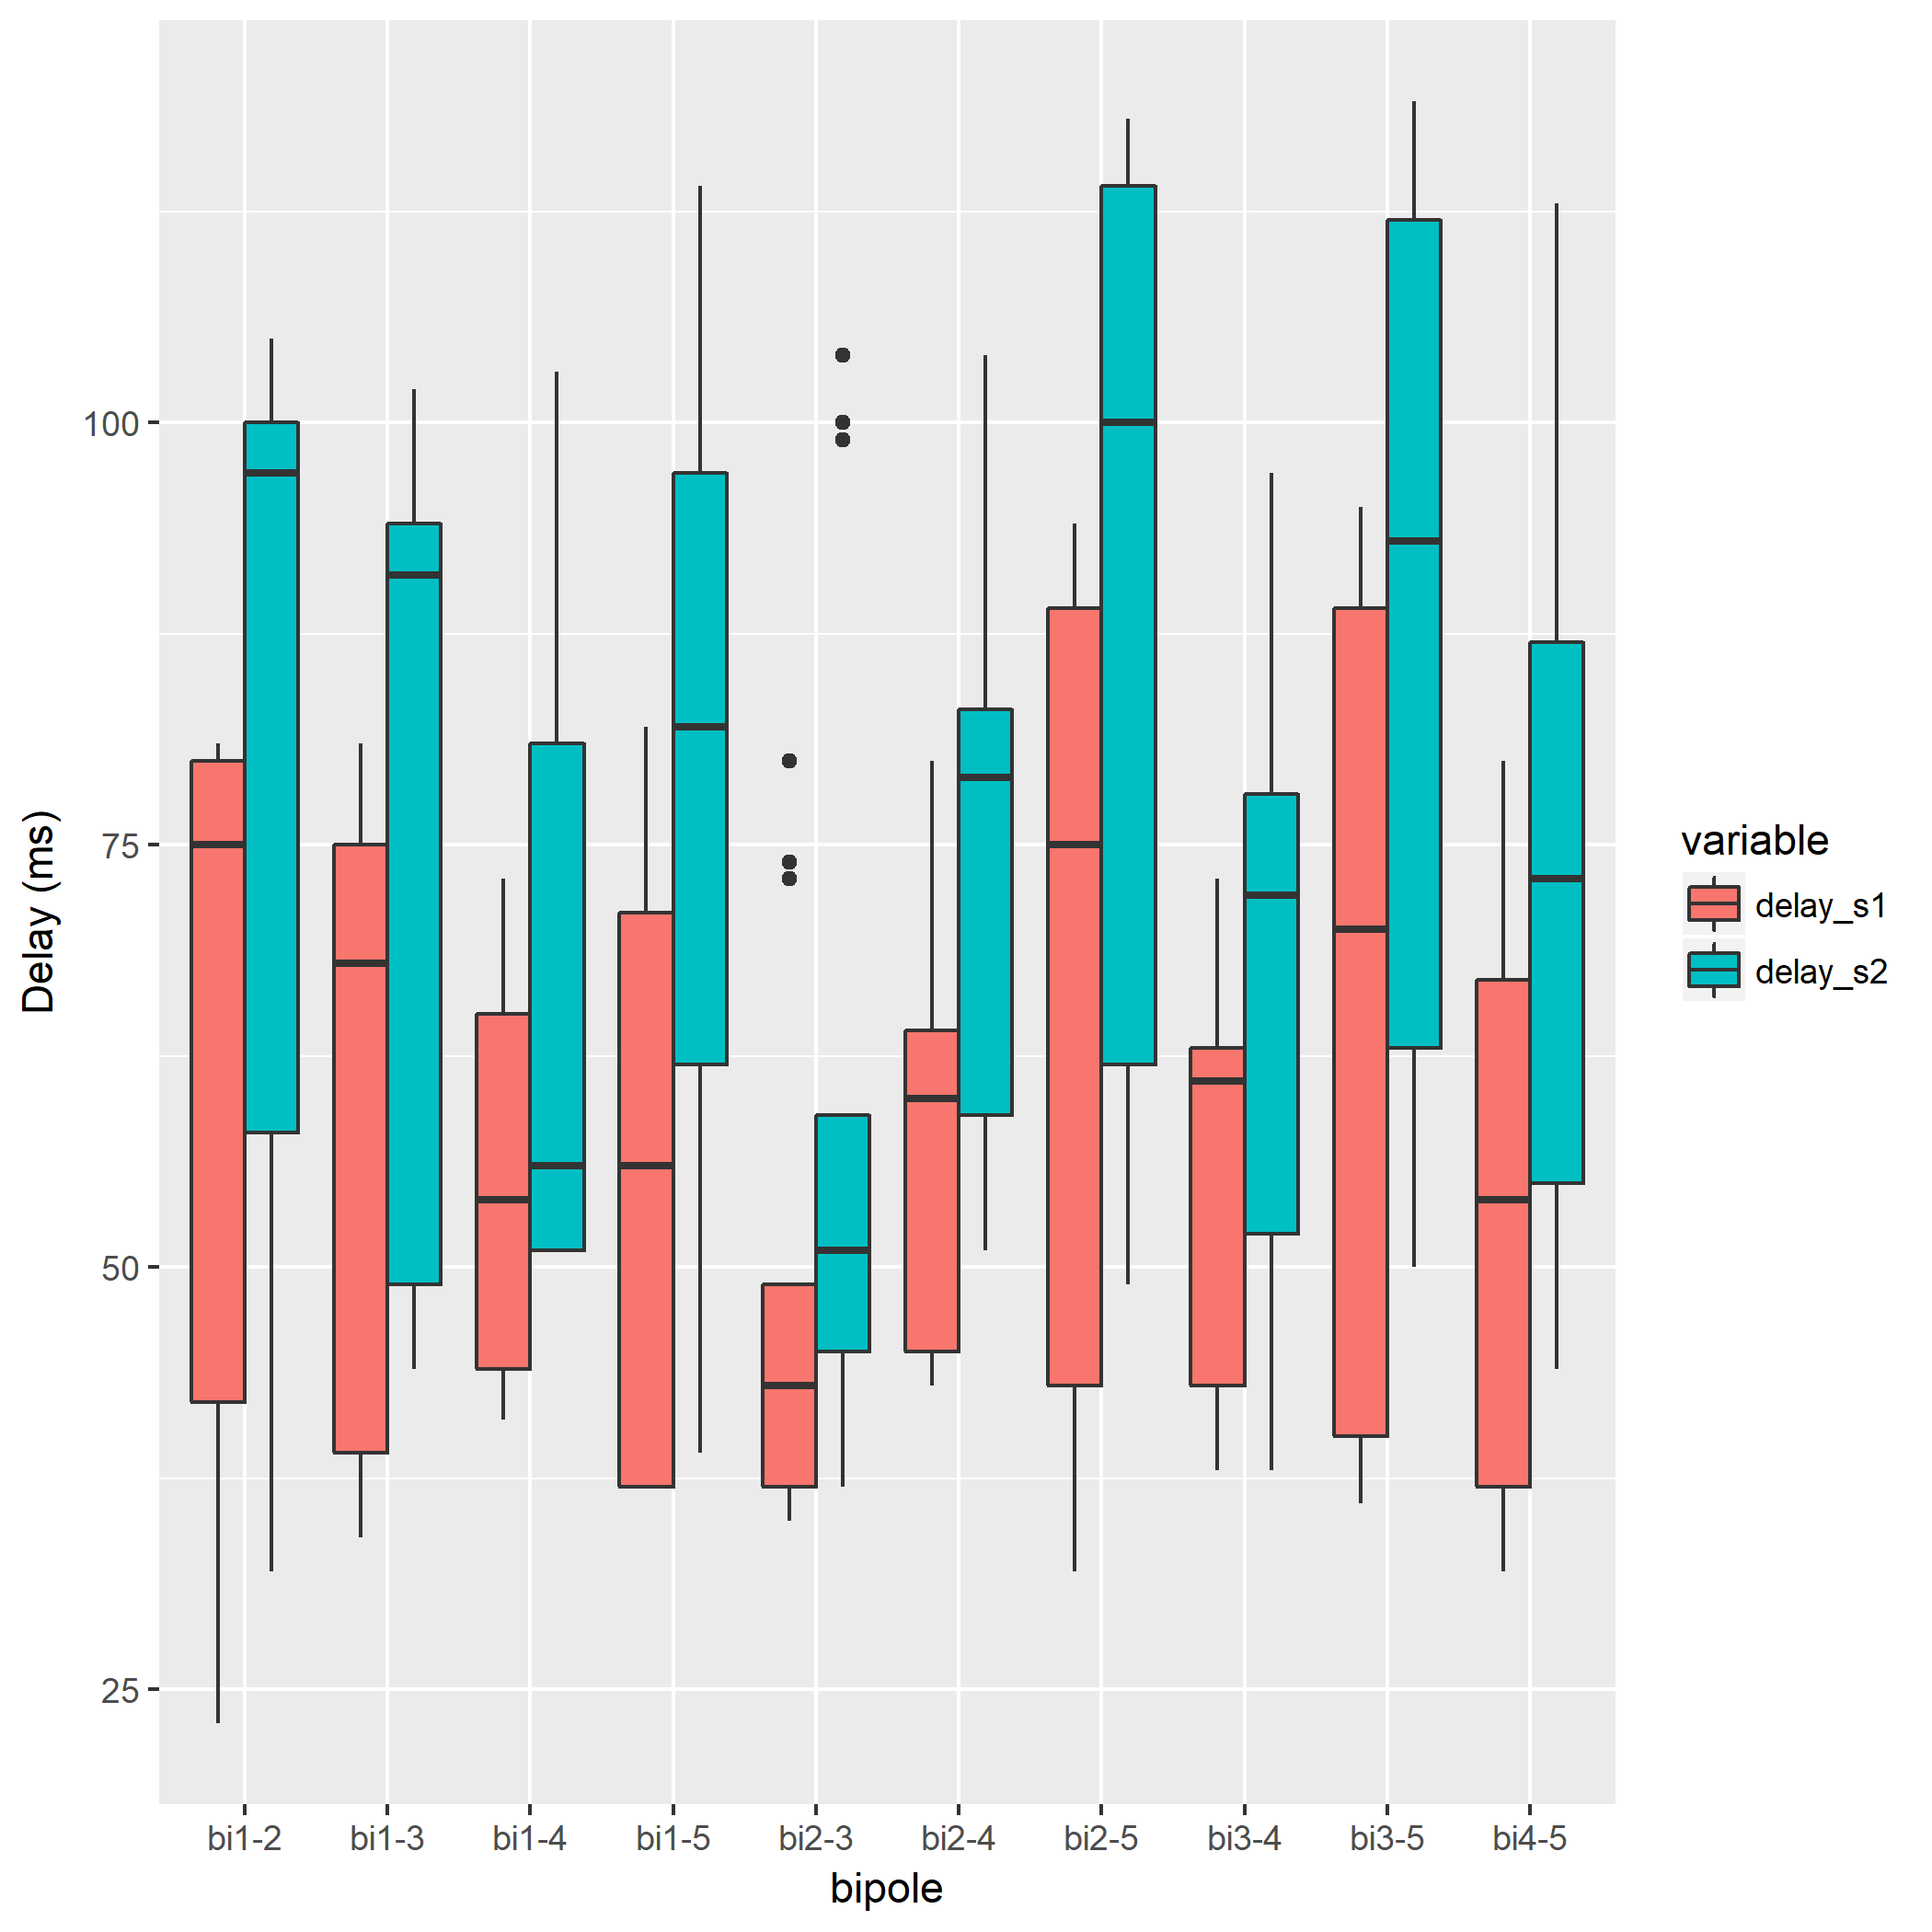 Delay (ms)
100
75
50
25
bi1-2 bi1-3 bi1-4 bi1-5 bi2-3 bi2-4 bi2-5 bi3-4 bi3-5 bi4-5
bipole
variable
delay_s1
delay_s2